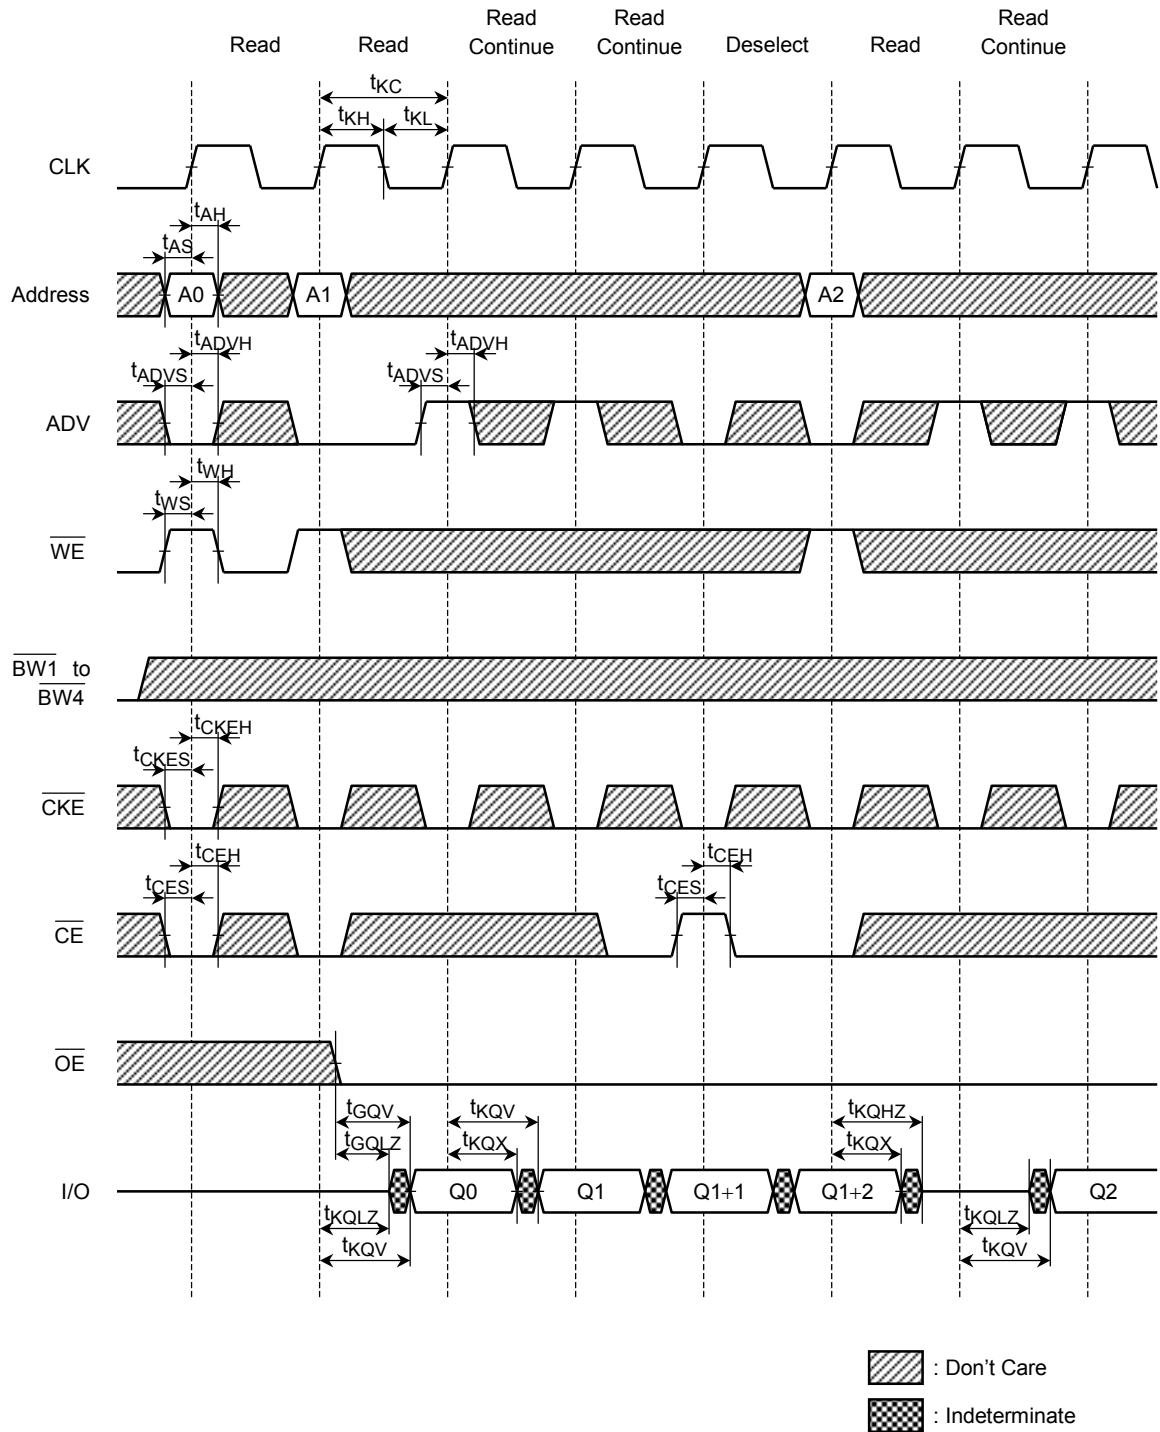 Read Read Read
Continue Read
Continue Deselect Read Read
Continue
tKC
tKH tKL
CLK
tAH
tAS
Address A0 A1 A2
tADVH tADVH
tADVS tADVS
ADV
tWH
tWS
WE
BW1 to
BW4
tCKEH
tCKES
CKE
tCEH tCEH
tCES tCES
CE
OE
tGQV tKQV tKQHZ
tGQLZ tKQX tKQX
I/O Q0 Q1 Q1+1 Q1+2 Q2
tKQLZ tKQLZ
tKQV tKQV
: Don't Care
: Indeterminate